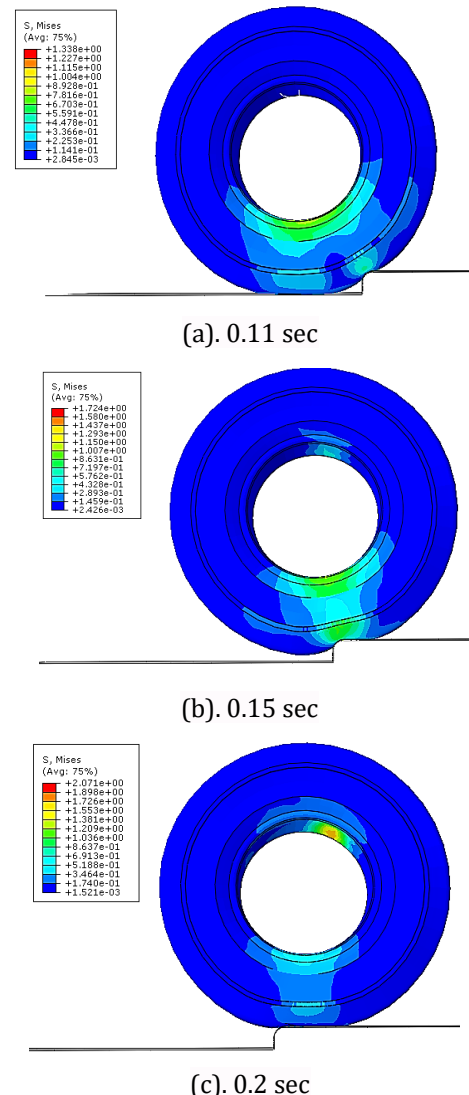 S, Mises
(Avg: 75%)
+1.338e+00
+1.227e+00
+1.115e+00
+1.004e+00
+8.928e-01
+7.816e-01
+6.703e-01
+5.591e-01
+4.478e-01
+3.366e-01
+2.253e-01
+1.141e-01
+2.845e-03
(a). 0.11 sec
S, Mises
(Avg: 75%)
+1.724e+00
+1.580e+00
+1.437e+00
+1.293e+00
+1.150e+00
+1.007e+00
+8.631e-01
+7.197e-01
+5.762e-01
+4.328e-01
+2.893e-01
+1.459e-01
+2.426e-03
(b). 0.15 sec
S, Mises
(Avg: 75%)
+2.071e+00
+1.898e+00
+1.726e+00
+1.553e+00
+1.381e+00
+1.209e+00
+1.036e+00
+8.637e-01
+6.913e-01
+5.188e-01
+3.464e-01
+1.740e-01
+1.521e-03
(c). 0.2 sec